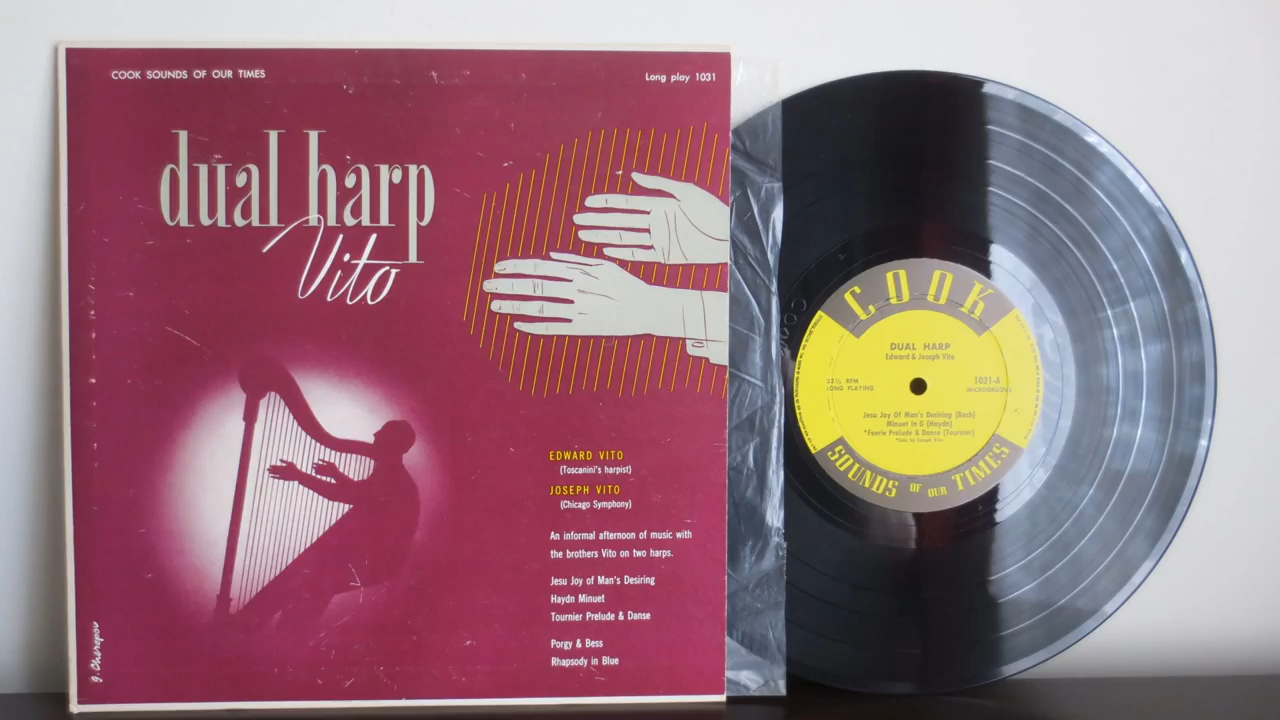 COOK SOUNDS OF OUR TIMES
Long play 1031
dual harp
Vito
EDWARD VITO
(Toscanini's harpist)
JOSEPH VITO
(Chicago Symphony)
An informal afternoon of music with
the brothers Vito on two harps.
Jesu Joy of Man's Desiring
Haydn Minuet
Tournier Prelude & Danse
Porgy & Bess
Rhapsody in Blue
g. Cherepov
COOK
DUAL HARP
Edward & Joseph Vito
33⅓ RPM
LONG PLAYING
1031-A
MICROGROOVE
Jesu Joy Of Man's Desiring (Bach)
Minuet In G (Haydn)
*Feerie Prelude & Danse (Tournier)
*Solo by Joseph Vito
SOUNDS OF OUR TIMES
COOK